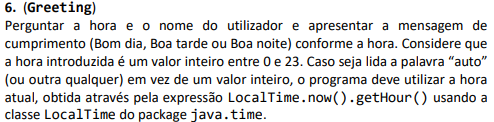 6. (Greeting)
Perguntar a hora e o nome do utilizador e apresentar a mensagem de
cumprimento (Bom dia, Boa tarde ou Boa noite) conforme a hora. Considere que
a hora introduzida é um valor inteiro entre 0 e 23. Caso seja lida a palavra “auto”
(ou outra qualquer) em vez de um valor inteiro, o programa deve utilizar a hora
atual, obtida através pela expressão LocalTime.now().getHour() usando a
classe LocalTime do package java.time.